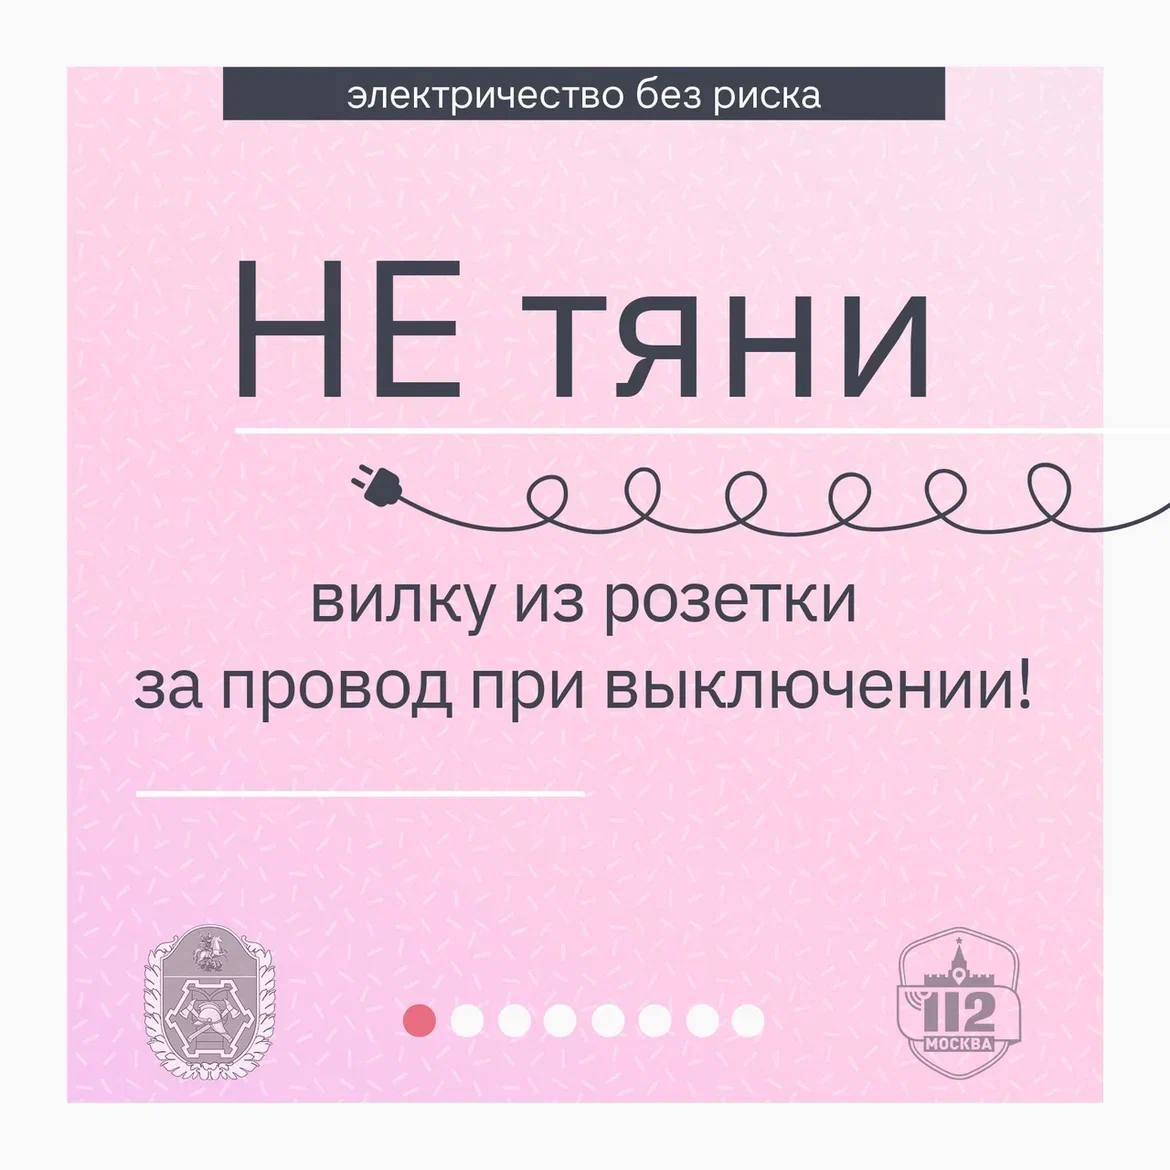 электричество без риска
НЕ тяни
вилку из розетки
за провод при выключении!
112
МОСКВА